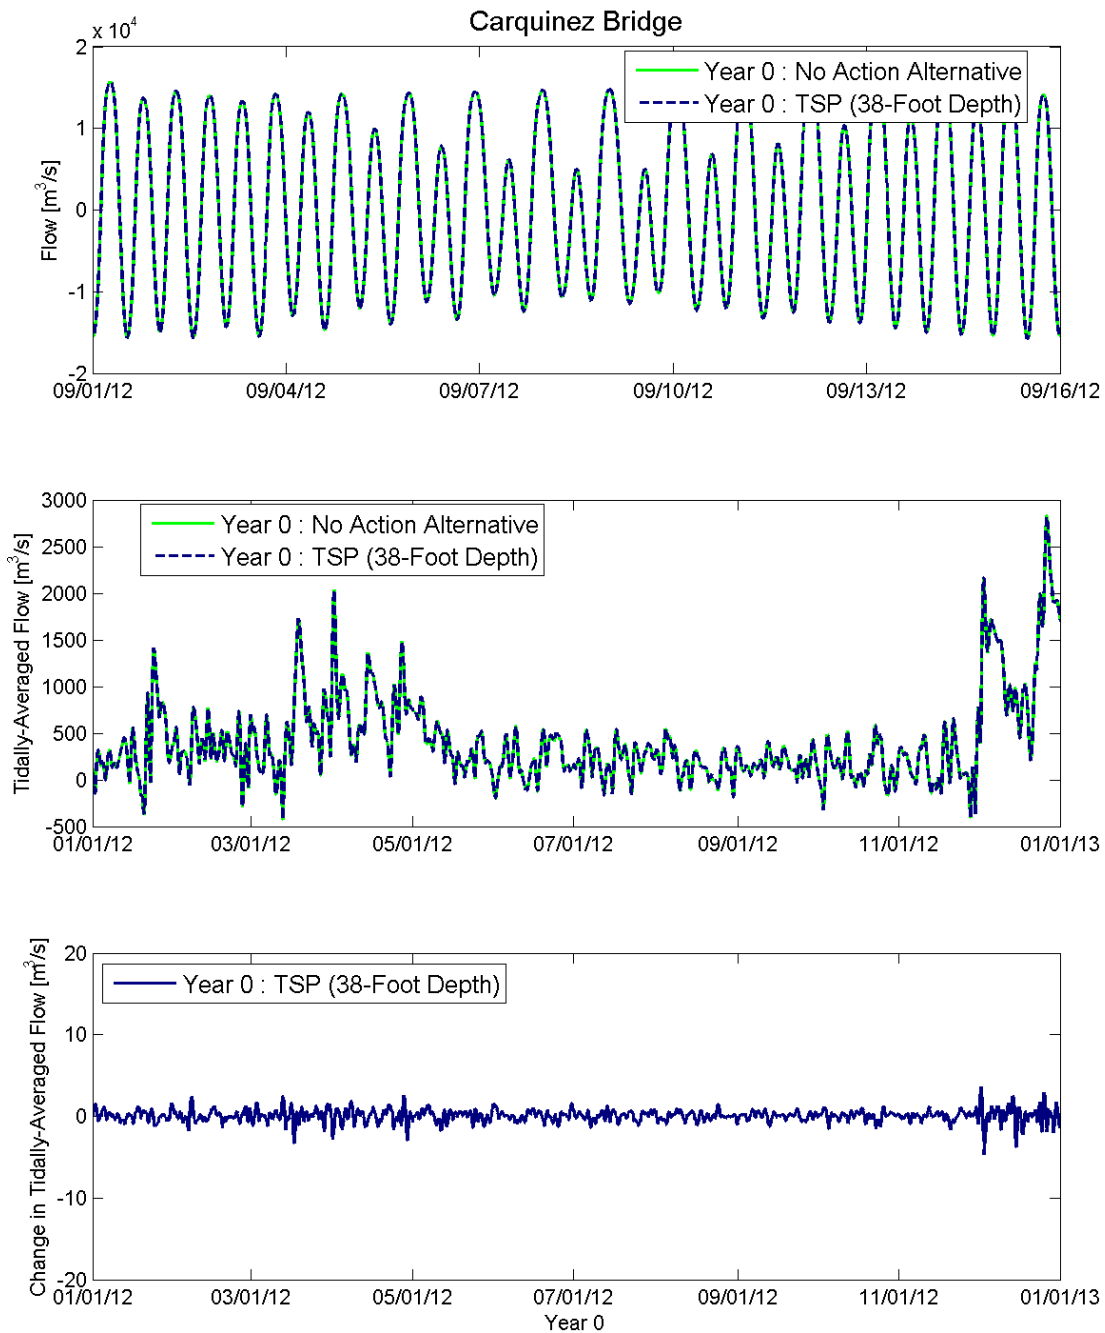 Carquinez Bridge
x 10⁴
Year 0 : No Action Alternative
Year 0 : TSP (38-Foot Depth)
Flow [m³/s]
2
1
0
-1
-2
09/01/12 09/04/12 09/07/12 09/10/12 09/13/12 09/16/12
Year 0 : No Action Alternative
Year 0 : TSP (38-Foot Depth)
Tidally-Averaged Flow [m³/s]
3000
2500
2000
1500
1000
500
0
-500
01/01/12 03/01/12 05/01/12 07/01/12 09/01/12 11/01/12 01/01/13
Year 0 : TSP (38-Foot Depth)
Change in Tidally-Averaged Flow [m³/s]
20
10
0
-10
-20
01/01/12 03/01/12 05/01/12 07/01/12 09/01/12 11/01/12 01/01/13
Year 0